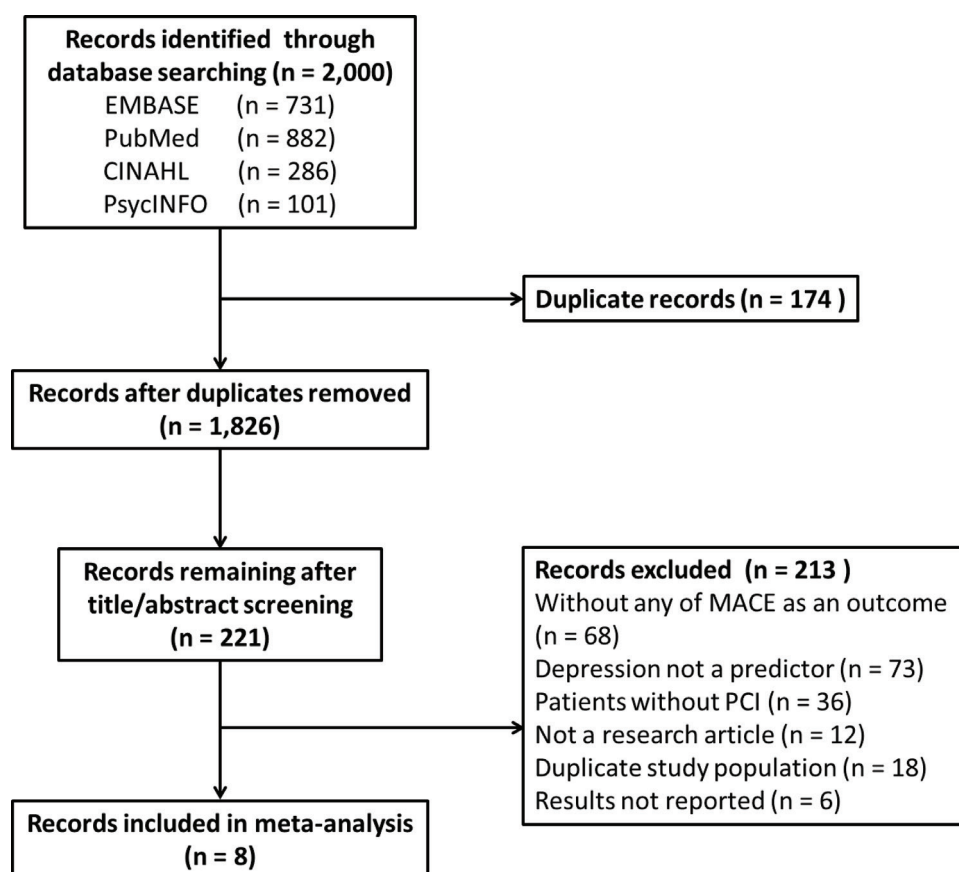 Records identified through
database searching (n = 2,000)
EMBASE (n = 731)
PubMed (n = 882)
CINAHL (n = 286)
PsycINFO (n = 101)
Duplicate records (n = 174 )
Records after duplicates removed
(n = 1,826)
Records remaining after
title/abstract screening
(n = 221)
Records excluded (n = 213 )
Without any of MACE as an outcome
(n = 68)
Depression not a predictor (n = 73)
Patients without PCI (n = 36)
Not a research article (n = 12)
Duplicate study population (n = 18)
Results not reported (n = 6)
Records included in meta-analysis
(n = 8)